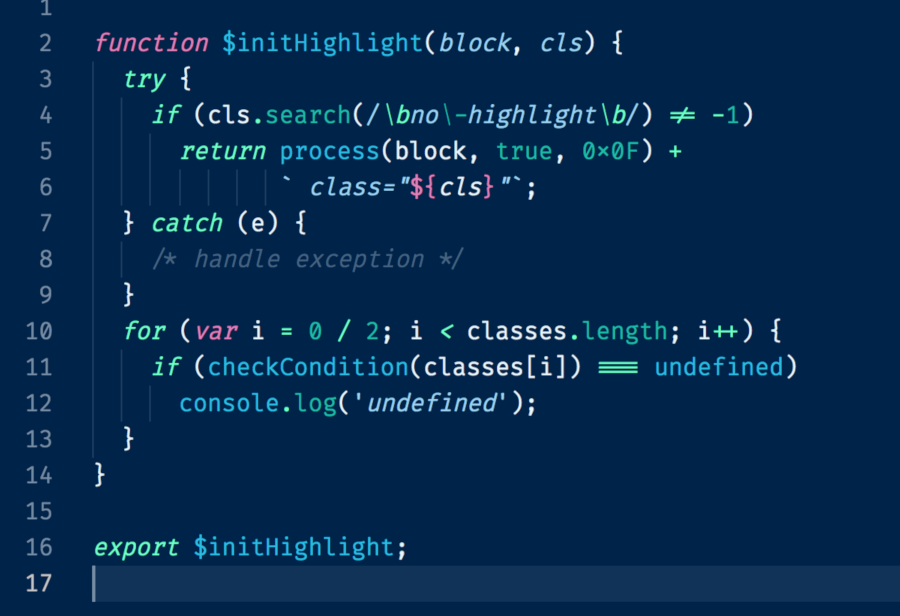 1
2 function $initHighlight(block, cls) {
3   try {
4     if (cls.search(/\bno\-highlight\b/) != -1)
5       return process(block, true, 0x0F) +
6              ` class="${cls}"`;
7   } catch (e) {
8     /* handle exception */
9   }
10   for (var i = 0 / 2; i < classes.length; i++) {
11     if (checkCondition(classes[i]) === undefined)
12       console.log('undefined');
13   }
14 }
15
16 export $initHighlight;
17